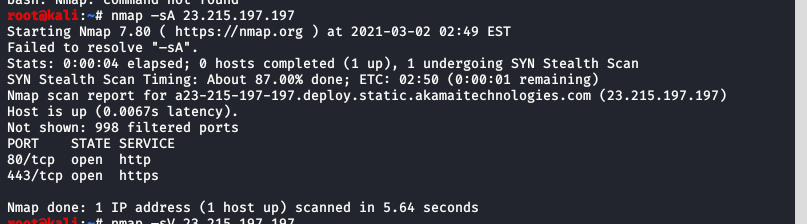 bash: Nmap: command not found
root@kali:~# nmap –sA 23.215.197.197
Starting Nmap 7.80 ( https://nmap.org ) at 2021-03-02 02:49 EST
Failed to resolve "–sA".
Stats: 0:00:04 elapsed; 0 hosts completed (1 up), 1 undergoing SYN Stealth Scan
SYN Stealth Scan Timing: About 87.00% done; ETC: 02:50 (0:00:01 remaining)
Nmap scan report for a23-215-197-197.deploy.static.akamaitechnologies.com (23.215.197.197)
Host is up (0.0067s latency).
Not shown: 998 filtered ports
PORT    STATE SERVICE
80/tcp  open  http
443/tcp open  https
Nmap done: 1 IP address (1 host up) scanned in 5.64 seconds
root@kali:~# nmap –sV 23.215.197.197